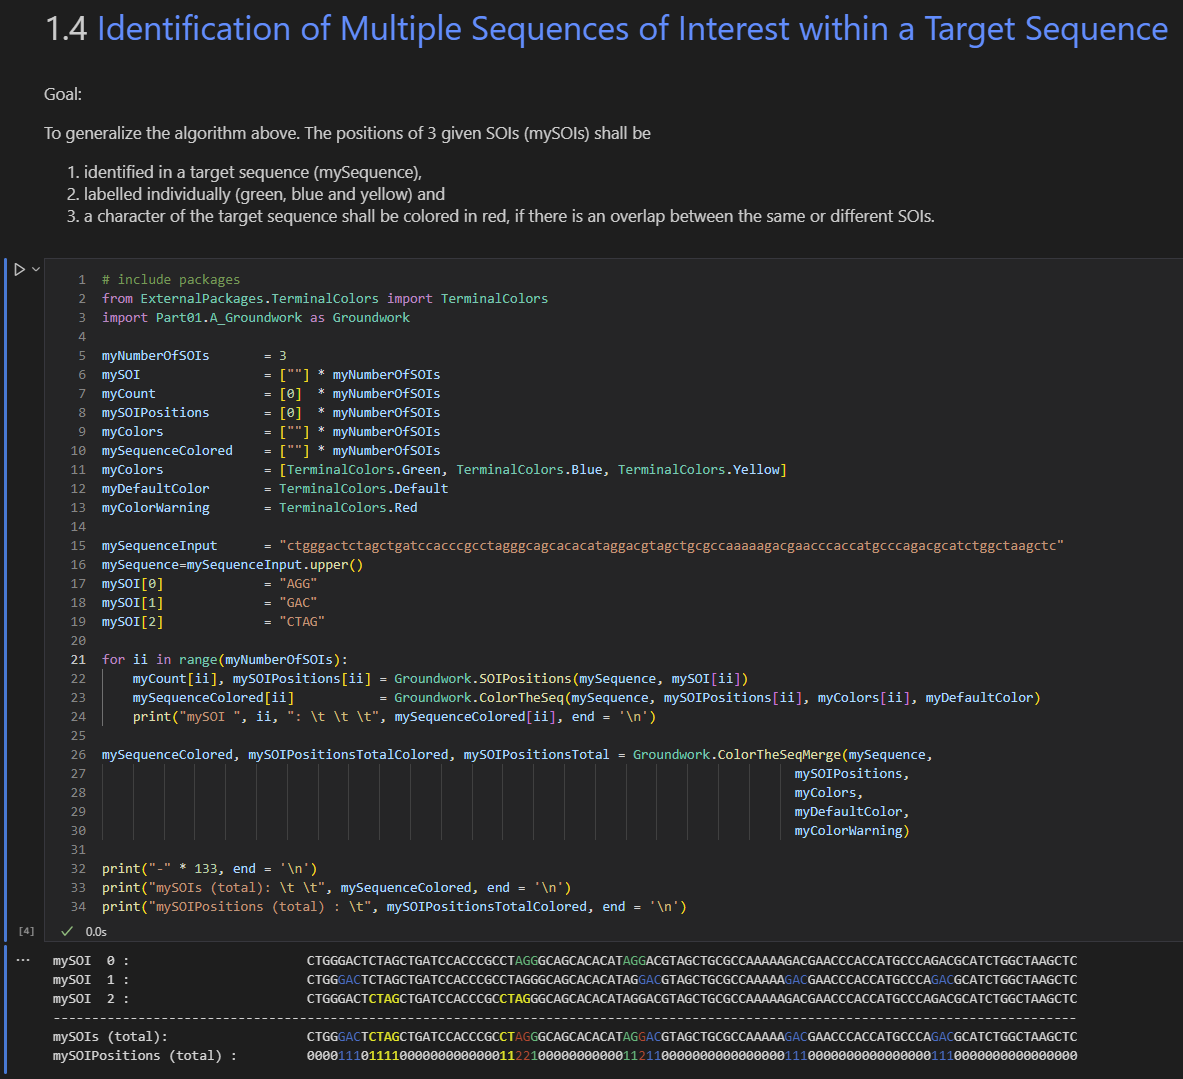 1.4 Identification of Multiple Sequences of Interest within a Target Sequence
Goal:
To generalize the algorithm above. The positions of 3 given SOIs (mySOIs) shall be
1. identified in a target sequence (mySequence),
2. labelled individually (green, blue and yellow) and
3. a character of the target sequence shall be colored in red, if there is an overlap between the same or different SOIs.
1 # include packages
2 from ExternalPackages.TerminalColors import TerminalColors
3 import Part01.A_Groundwork as Groundwork
4
5 myNumberOfSOIs = 3
6 mySOI = [""] * myNumberOfSOIs
7 myCount = [0] * myNumberOfSOIs
8 mySOIPositions = [0] * myNumberOfSOIs
9 myColors = [""] * myNumberOfSOIs
10 mySequenceColored = [""] * myNumberOfSOIs
11 myColors = [TerminalColors.Green, TerminalColors.Blue, TerminalColors.Yellow]
12 myDefaultColor = TerminalColors.Default
13 myColorWarning = TerminalColors.Red
14
15 mySequenceInput = "ctgggactctagctgatccacccgcctagggcagcacacataggacgtagctgcgccaaaaagacgaacccaccatgcccagacgcatctggctaagctc"
16 mySequence=mySequenceInput.upper()
17 mySOI[0] = "AGG"
18 mySOI[1] = "GAC"
19 mySOI[2] = "CTAG"
20
21 for ii in range(myNumberOfSOIs):
22 myCount[ii], mySOIPositions[ii] = Groundwork.SOIPositions(mySequence, mySOI[ii])
23 mySequenceColored[ii] = Groundwork.ColorTheSeq(mySequence, mySOIPositions[ii], myColors[ii], myDefaultColor)
24 print("mySOI ", ii, ": \t \t \t", mySequenceColored[ii], end = '\n')
25
26 mySequenceColored, mySOIPositionsTotalColored, mySOIPositionsTotal = Groundwork.ColorTheSeqMerge(mySequence,
27 mySOIPositions,
28 myColors,
29 myDefaultColor,
30 myColorWarning)
31
32 print("-" * 133, end = '\n')
33 print("mySOIs (total): \t \t", mySequenceColored, end = '\n')
34 print("mySOIPositions (total) : \t", mySOIPositionsTotalColored, end = '\n')
[4] ✓ 0.0s
... mySOI 0 : CTGGGACTCTAGCTGATCCACCCGCCTAGGGCAGCACACATAGGACGTAGCTGCGCCAAAAAGACGAACCCACCATGCCCAGACGCATCTGGCTAAGCTC
mySOI 1 : CTGGGACTCTAGCTGATCCACCCGCCTAGGGCAGCACACATAGGACGTAGCTGCGCCAAAAAGACGAACCCACCATGCCCAGACGCATCTGGCTAAGCTC
mySOI 2 : CTGGGACTCTAGCTGATCCACCCGCCTAGGGCAGCACACATAGGACGTAGCTGCGCCAAAAAGACGAACCCACCATGCCCAGACGCATCTGGCTAAGCTC
-------------------------------------------------------------------------------------------------------------------------------------
mySOIs (total): CTGGGACTCTAGCTGATCCACCCGCCTAGGGCAGCACACATAGGACGTAGCTGCGCCAAAAAGACGAACCCACCATGCCCAGACGCATCTGGCTAAGCTC
mySOIPositions (total) : 0000111011110000000000000112210000000000011211000000000000000011100000000000000001110000000000000000